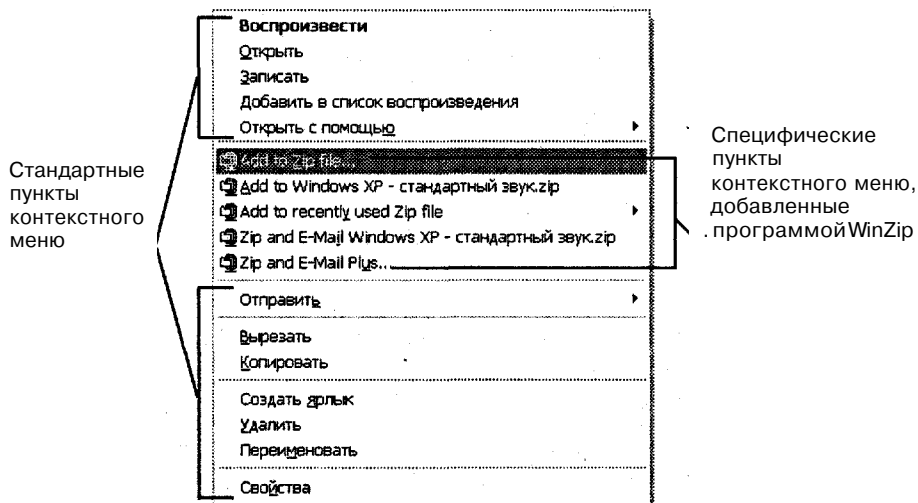 Воспроизвести
Открыть
Записать
Добавить в список воспроизведения
Открыть с помощью
Add to Zip file...
Add to Windows XP - стандартный звук.zip
Add to recently used Zip file
Zip and E-Mail Windows XP - стандартный звук.zip
Zip and E-Mail Plus...
Отправить
Вырезать
Копировать
Создать ярлык
Удалить
Переименовать
Свойства
Стандартные
пункты
контекстного
меню
Специфические
пункты
контекстного меню,
добавленные
программой WinZip